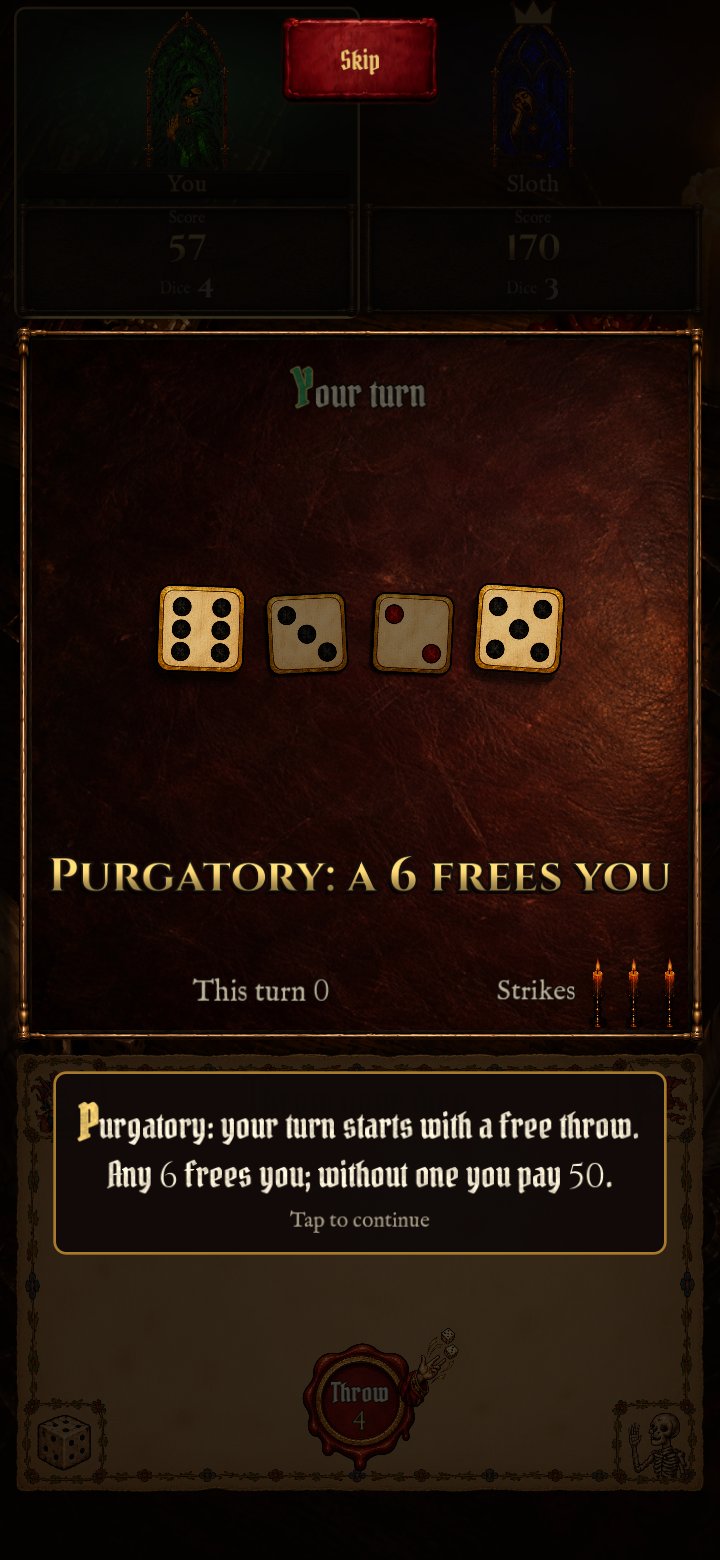 Skip
You
Sloth
Score
57
Dice 4
Score
170
Dice 3
Your turn
Purgatory: a 6 frees you
This turn 0
Strikes
Purgatory: your turn starts with a free throw.
Any 6 frees you; without one you pay 50.
Tap to continue
Throw
4